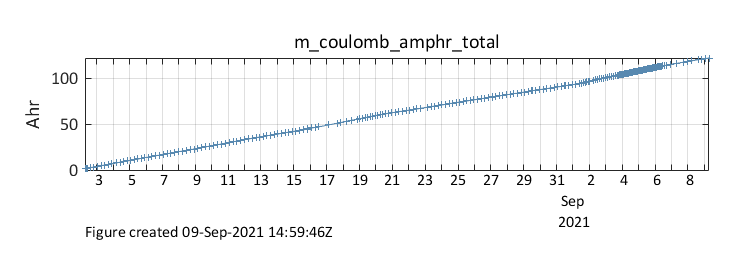 m_coulomb_amphr_total
100
50
0
Ahr
3 5 7 9 11 13 15 17 19 21 23 25 27 29 31 2 4 6 8
Sep
2021
Figure created 09-Sep-2021 14:59:46Z